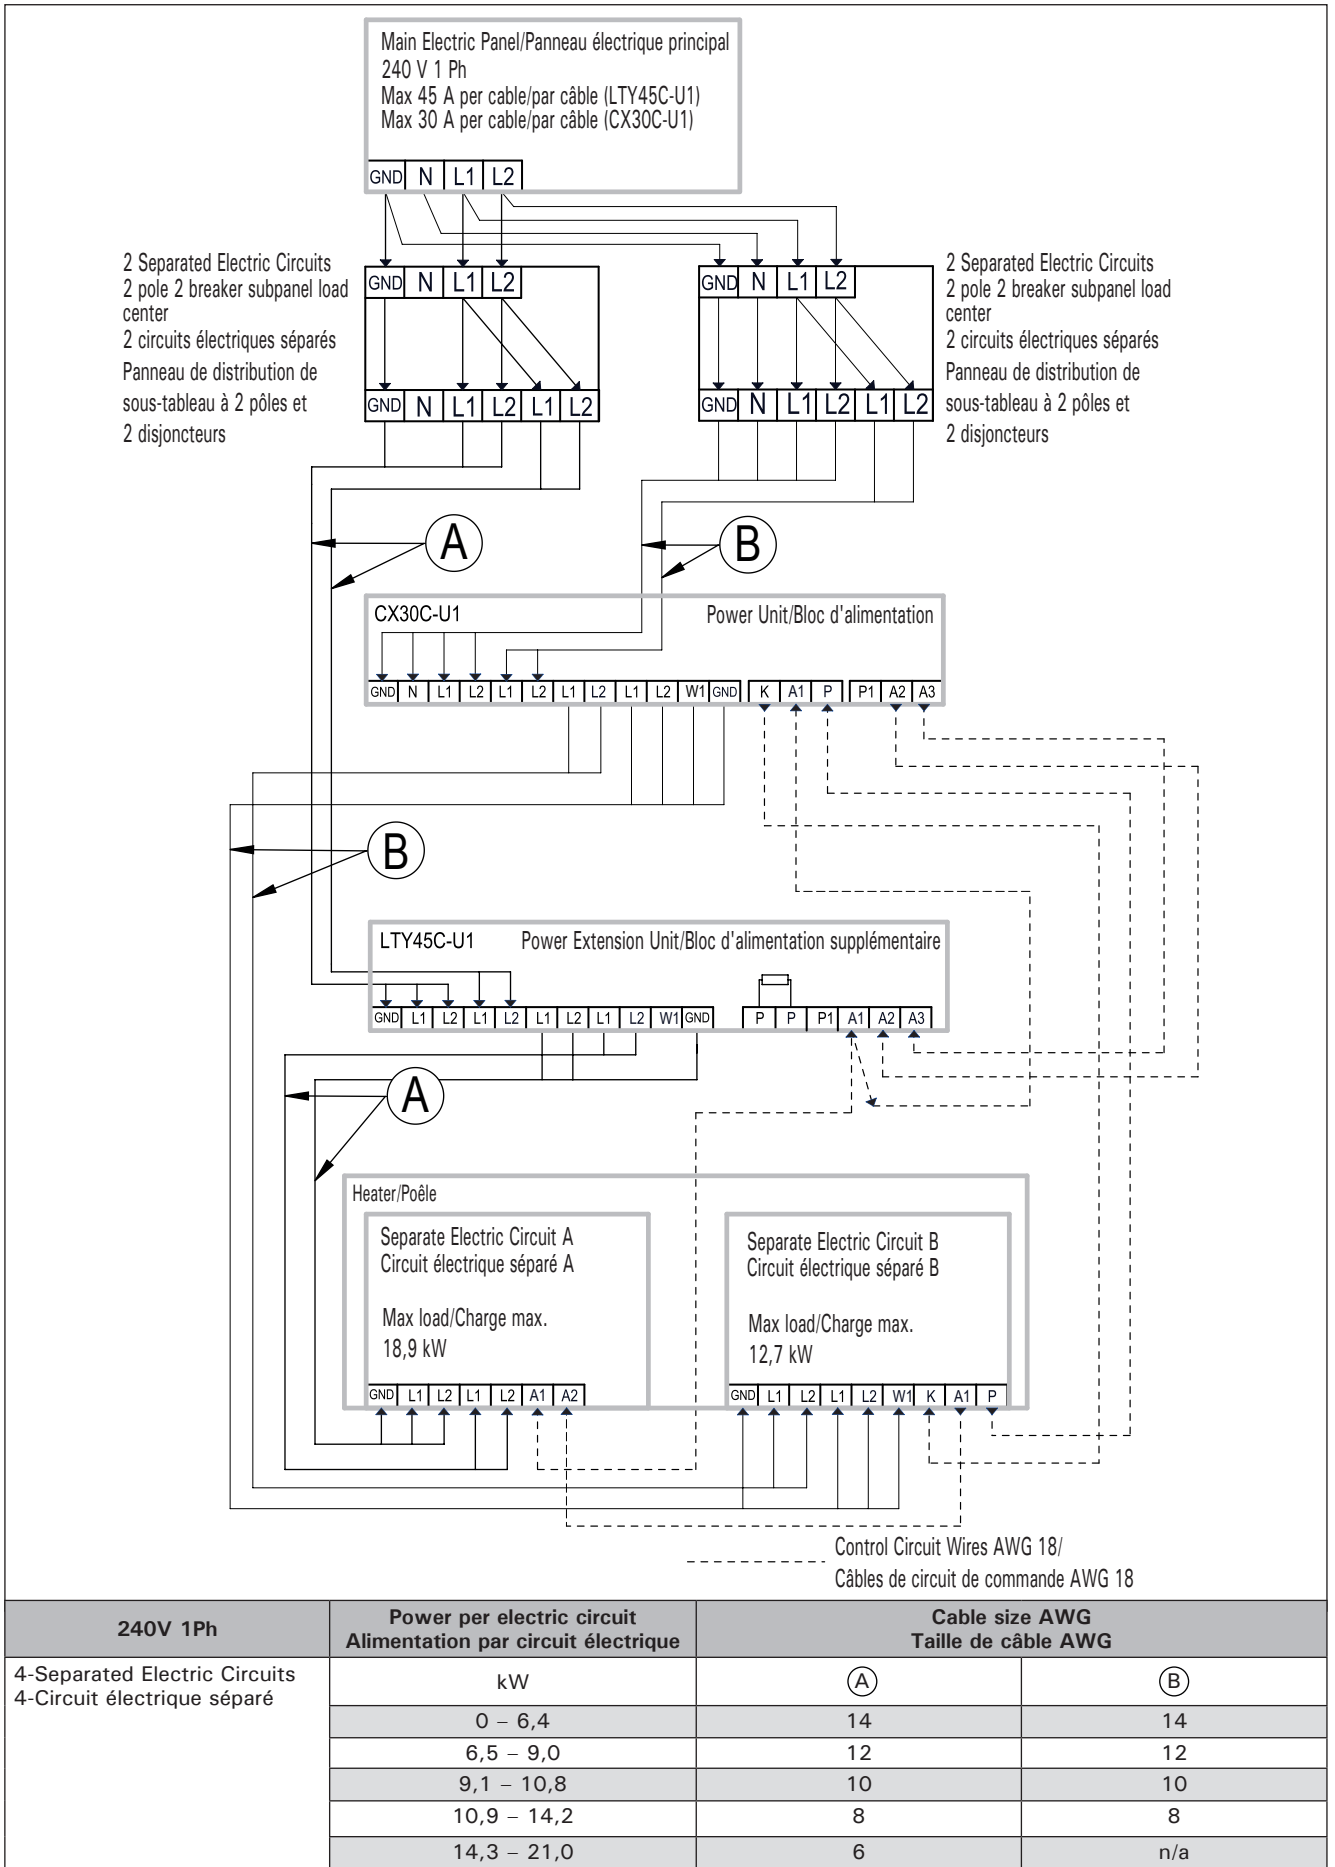 Main Electric Panel/Panneau électrique principal
240 V 1 Ph
Max 45 A per cable/par câble (LTY45C-U1)
Max 30 A per cable/par câble (CX30C-U1)
GND N L1 L2
2 Separated Electric Circuits
2 pole 2 breaker subpanel load
center
2 circuits électriques séparés
Panneau de distribution de
sous-tableau à 2 pôles et
2 disjoncteurs
GND N L1 L2
GND N L1 L2 L1 L2
GND N L1 L2
GND N L1 L2 L1 L2
2 Separated Electric Circuits
2 pole 2 breaker subpanel load
center
2 circuits électriques séparés
Panneau de distribution de
sous-tableau à 2 pôles et
2 disjoncteurs
A
B
CX30C-U1 Power Unit/Bloc d'alimentation
GND N L1 L2 L1 L2 L1 L2 L1 L2 W1 GND K A1 P P1 A2 A3
B
LTY45C-U1 Power Extension Unit/Bloc d'alimentation supplémentaire
GND L1 L2 L1 L2 L1 L2 L1 L2 W1 GND P P P1 A1 A2 A3
A
Heater/Poêle
Separate Electric Circuit A
Circuit électrique séparé A
Max load/Charge max.
18,9 kW
GND L1 L2 L1 L2 A1 A2
Separate Electric Circuit B
Circuit électrique séparé B
Max load/Charge max.
12,7 kW
GND L1 L2 L1 L2 W1 K A1 P
Control Circuit Wires AWG 18/
Câbles de circuit de commande AWG 18
240V 1Ph
Power per electric circuit
Alimentation par circuit électrique
Cable size AWG
Taille de câble AWG
4-Separated Electric Circuits
4-Circuit électrique séparé
kW A B
0 – 6,4 14 14
6,5 – 9,0 12 12
9,1 – 10,8 10 10
10,9 – 14,2 8 8
14,3 – 21,0 6 n/a